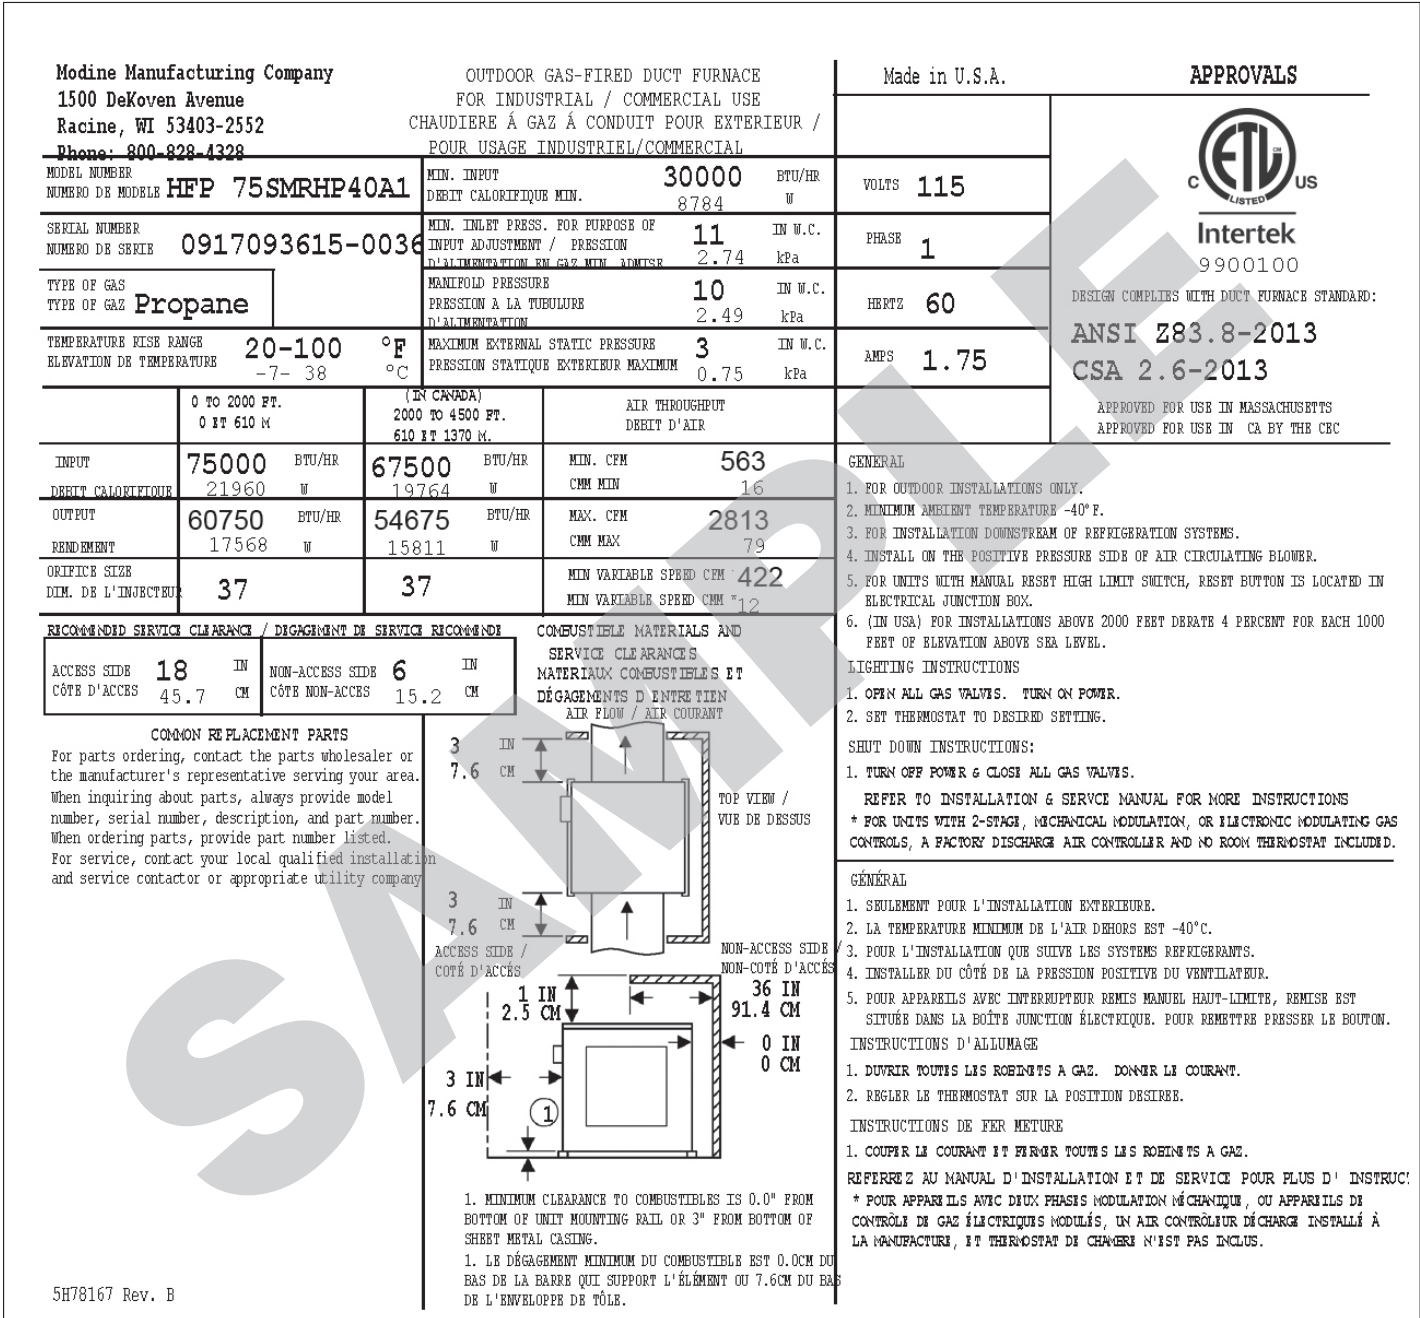 Modine Manufacturing Company
1500 DeKoven Avenue
Racine, WI 53403-2552
Phone: 800-828-4328
OUTDOOR GAS-FIRED DUCT FURNACE
FOR INDUSTRIAL / COMMERCIAL USE
CHAUDIERE Á GAZ Á CONDUIT POUR EXTERIEUR /
POUR USAGE INDUSTRIEL/COMMERCIAL
Made in U.S.A.
APPROVALS
MODEL NUMBER
NUMERO DE MODELE HFP 75SMRHP40A1
SERIAL NUMBER
NUMERO DE SERIE 0917093615-0036
TYPE OF GAS
TYPE OF GAZ Propane
TEMPERATURE RISE RANGE 20-100 °F
ELEVATION DE TEMPERATURE -7- 38 °C
MIN. INPUT 30000 BTU/HR
DEBIT CALORIFIQUE MIN. 8784 W
MIN. INLET PRESS. FOR PURPOSE OF 11 IN W.C.
INPUT ADJUSTMENT / PRESSION
D'ALIMENTATION EN GAZ MIN. ADMISE 2.74 kPa
MANIFOLD PRESSURE 10 IN W.C.
PRESSION A LA TUBULURE
D'ALIMENTATION 2.49 kPa
MAXIMUM EXTERNAL STATIC PRESSURE 3 IN W.C.
PRESSION STATIQUE EXTERIEUR MAXIMUM 0.75 kPa
VOLTS 115
PHASE 1
HERTZ 60
AMPS 1.75
ETL CM
LISTED
C US
Intertek
9900100
DESIGN COMPLIES WITH DUCT FURNACE STANDARD:
ANSI Z83.8-2013
CSA 2.6-2013
APPROVED FOR USE IN MASSACHUSETTS
APPROVED FOR USE IN CA BY THE CEC
0 TO 2000 FT.
0 ET 610 M
(IN CANADA)
2000 TO 4500 FT.
610 ET 1370 M.
AIR THROUGHPUT
DEBIT D'AIR
INPUT 75000 BTU/HR 67500 BTU/HR MIN. CFM 563
DEBIT CALORIFIQUE 21960 W 19764 W CMM MIN 16
OUTPUT 60750 BTU/HR 54675 BTU/HR MAX. CFM 2813
RENDEMENT 17568 W 15811 W CMM MAX 79
ORIFICE SIZE 37 37 MIN VARIABLE SPEED CFM * 422
DIM. DE L'INJECTEUR MIN VARIABLE SPEED CMM * 12
RECOMMENDED SERVICE CLEARANCE / DEGAGEMENT DE SERVICE RECOMMENDE
ACCESS SIDE 18 IN NON-ACCESS SIDE 6 IN
CÔTE D'ACCES 45.7 CM CÔTE NON-ACCES 15.2 CM
COMMON REPLACEMENT PARTS
For parts ordering, contact the parts wholesaler or
the manufacturer's representative serving your area.
When inquiring about parts, always provide model
number, serial number, description, and part number.
When ordering parts, provide part number listed.
For service, contact your local qualified installation
and service contactor or appropriate utility company
5H78167 Rev. B
COMBUSTIBLE MATERIALS AND
SERVICE CLEARANCES
MATERIAUX COMBUSTIBLES ET
DÉGAGEMENTS D ENTRETIEN
AIR FLOW / AIR COURANT
3 IN
7.6 CM
TOP VIEW /
VUE DE DESSUS
3 IN
7.6 CM
ACCESS SIDE /
COTÉ D'ACCÉS
NON-ACCESS SIDE /
NON-COTÉ D'ACCÉS
1 IN
2.5 CM
36 IN
91.4 CM
0 IN
0 CM
3 IN
7.6 CM
1
1. MINIMUM CLEARANCE TO COMBUSTIBLES IS 0.0" FROM
BOTTOM OF UNIT MOUNTING RAIL OR 3" FROM BOTTOM OF
SHEET METAL CASING.
1. LE DÉGAGEMENT MINIMUM DU COMBUSTIBLE EST 0.0CM DU
BAS DE LA BARRE QUI SUPPORT L'ÉLÉMENT OU 7.6CM DU BAS
DE L'ENVELOPPE DE TÔLE.
GENERAL
1. FOR OUTDOOR INSTALLATIONS ONLY.
2. MINIMUM AMBIENT TEMPERATURE -40°F.
3. FOR INSTALLATION DOWNSTREAM OF REFRIGERATION SYSTEMS.
4. INSTALL ON THE POSITIVE PRESSURE SIDE OF AIR CIRCULATING BLOWER.
5. FOR UNITS WITH MANUAL RESET HIGH LIMIT SWITCH, RESET BUTTON IS LOCATED IN
ELECTRICAL JUNCTION BOX.
6. (IN USA) FOR INSTALLATIONS ABOVE 2000 FEET DERATE 4 PERCENT FOR EACH 1000
FEET OF ELEVATION ABOVE SEA LEVEL.
LIGHTING INSTRUCTIONS
1. OPEN ALL GAS VALVES. TURN ON POWER.
2. SET THERMOSTAT TO DESIRED SETTING.
SHUT DOWN INSTRUCTIONS:
1. TURN OFF POWER & CLOSE ALL GAS VALVES.
REFER TO INSTALLATION & SERVCE MANUAL FOR MORE INSTRUCTIONS
* FOR UNITS WITH 2-STAGE, MECHANICAL MODULATION, OR ELECTRONIC MODULATING GAS
CONTROLS, A FACTORY DISCHARGE AIR CONTROLLER AND NO ROOM THERMOSTAT INCLUDED.
GÉNÉRAL
1. SEULEMENT POUR L'INSTALLATION EXTERIEURE.
2. LA TEMPERATURE MINIMUM DE L'AIR DEHORS EST -40°C.
3. POUR L'INSTALLATION QUE SUIVE LES SYSTEMS REFRIGERANTS.
4. INSTALLER DU CÔTÉ DE LA PRESSION POSITIVE DU VENTILATEUR.
5. POUR APPAREILS AVEC INTERRUPTEUR REMIS MANUEL HAUT-LIMITE, REMISE EST
SITUÉE DANS LA BOÎTE JUNCTION ÉLECTRIQUE. POUR REMETTRE PRESSER LE BOUTON.
INSTRUCTIONS D'ALLUMAGE
1. DUVRIR TOUTES LES ROBINETS A GAZ. DONNER LE COURANT.
2. REGLER LE THERMOSTAT SUR LA POSITION DESIREE.
INSTRUCTIONS DE FER METURE
1. COUPER LE COURANT ET FERMER TOUTES LES ROBINETS A GAZ.
REFERREZ AU MANUAL D'INSTALLATION ET DE SERVICE POUR PLUS D' INSTRUCT
* POUR APPAREILS AVEC DEUX PHASES MODULATION MÉCHANIQUE, OU APPAREILS DE
CONTRÔLE DE GAZ ÉLECTRIQUES MODULÉS, UN AIR CONTRÔLEUR DÉCHARGE INSTALLÉ À
LA MANUFACTURE, ET THERMOSTAT DE CHAMBRE N'EST PAS INCLUS.
SAMPLE